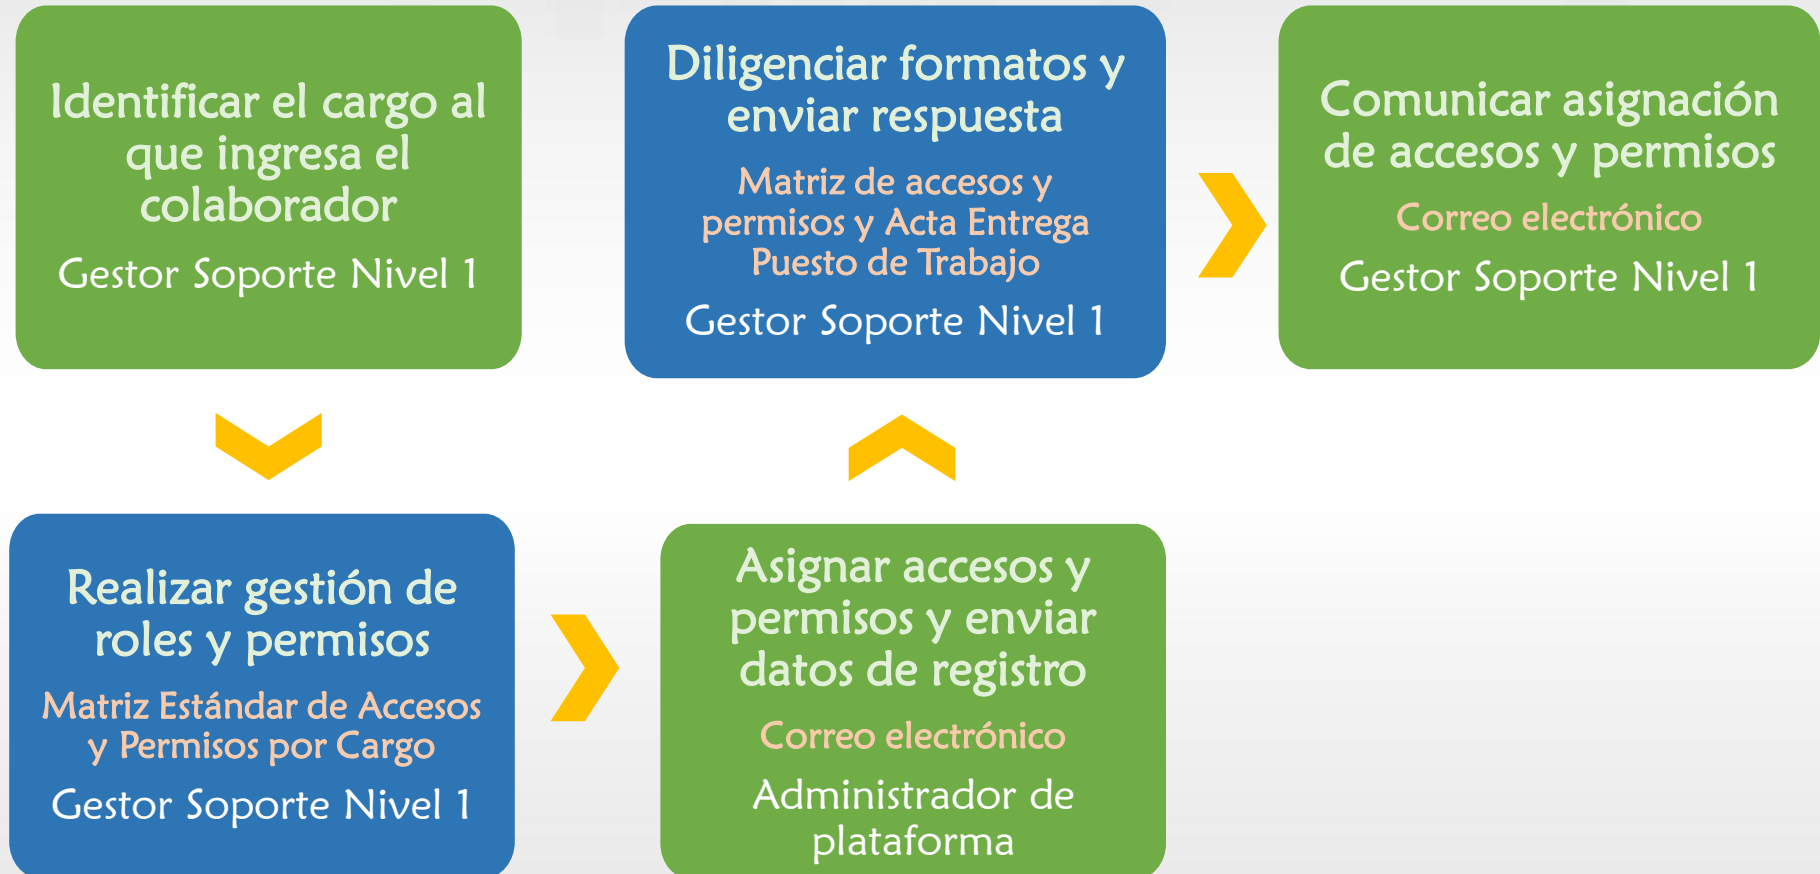 Identificar el cargo al
que ingresa el
colaborador
Gestor Soporte Nivel 1
Realizar gestión de
roles y permisos
Matriz Estándar de Accesos
y Permisos por Cargo
Gestor Soporte Nivel 1
Asignar accesos y
permisos y enviar
datos de registro
Correo electrónico
Administrador de
plataforma
Diligenciar formatos y
enviar respuesta
Matriz de accesos y
permisos y Acta Entrega
Puesto de Trabajo
Gestor Soporte Nivel 1
Comunicar asignación
de accesos y permisos
Correo electrónico
Gestor Soporte Nivel 1